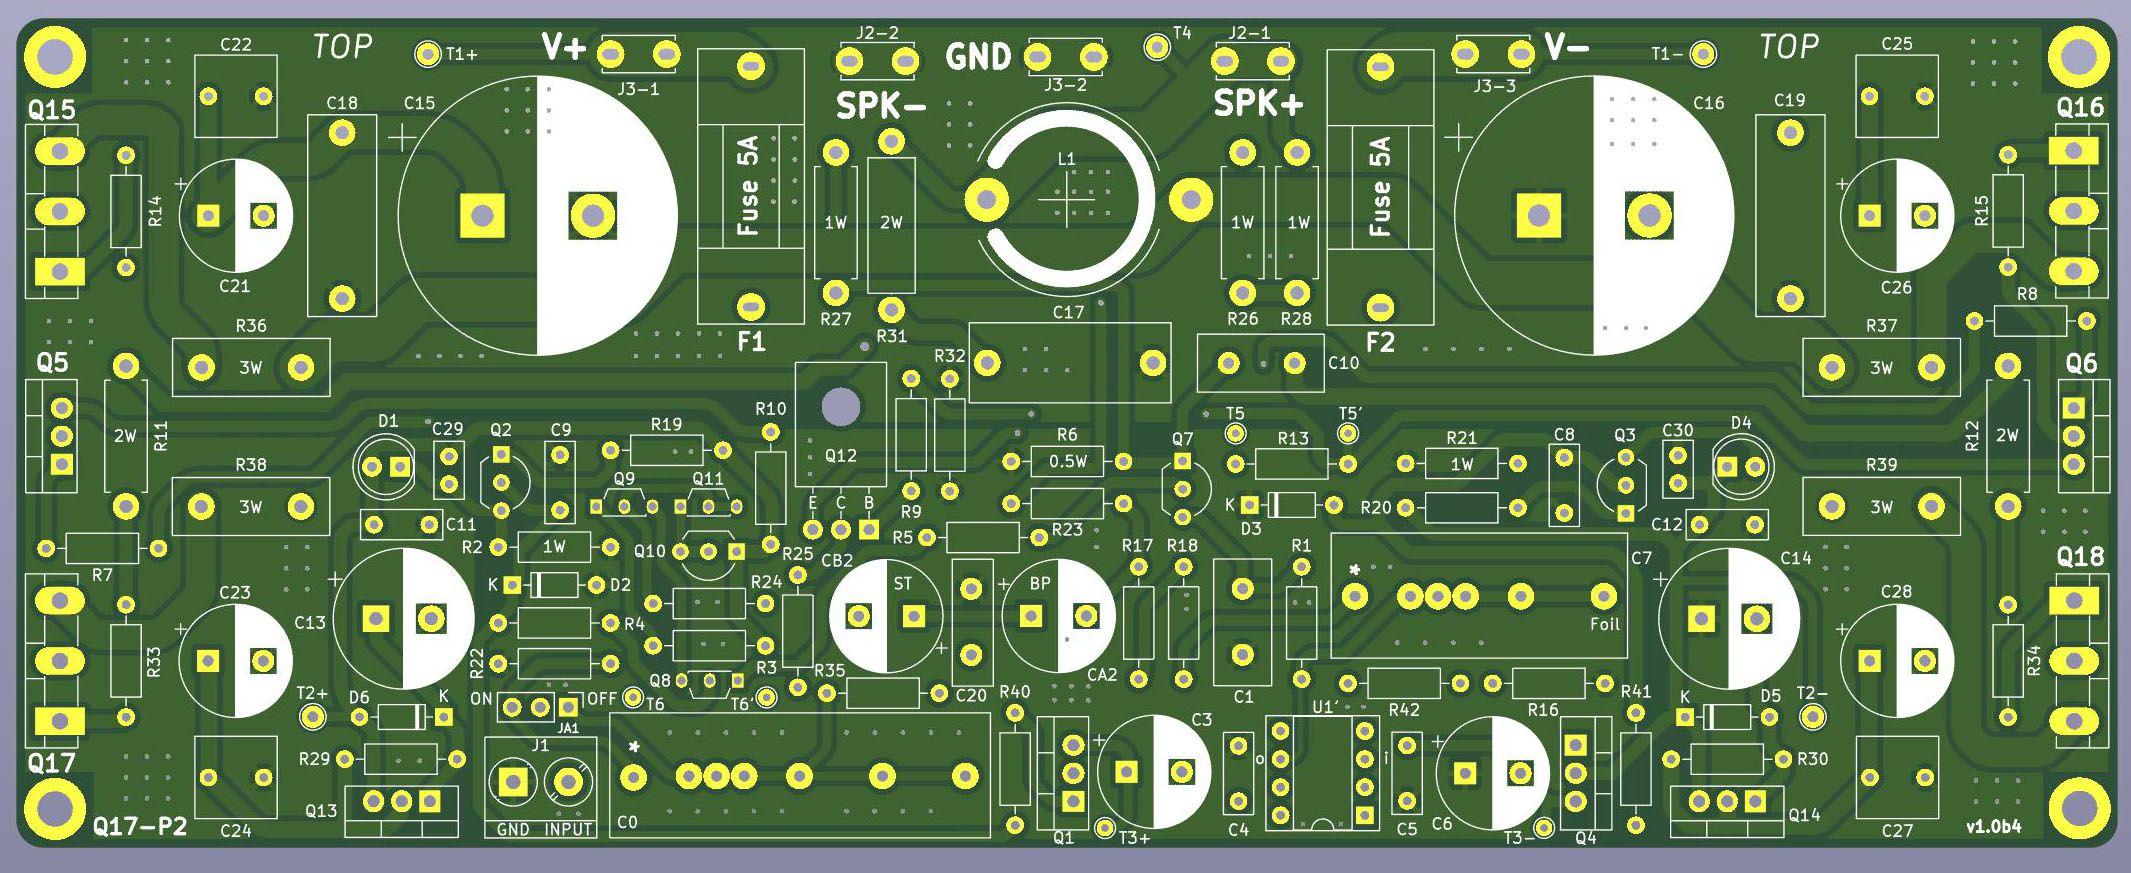 C22
TOP
T1+
V+
J3-1
J2-2
GND
J3-2
T4
J2-1
J3-3
V-
T1-
TOP
C25
Q15
C18
C15
SPK-
SPK+
C16
C19
Q16
R14
Fuse 5A
1W
2W
L1
1W
1W
Fuse 5A
R15
C21
C26
R8
R36
F1
R27
R31
C17
R26
R28
F2
R37
Q5
3W
R32
C10
3W
Q6
D1
C29
Q2
C9
R19
R10
T5
T5′
C8
Q3
C30
D4
2W
R11
Q12
R6
0.5W
Q7
R13
R21
1W
R12
2W
R38
3W
Q9
Q11
E C B
R9
R39
3W
C11
R23
K
D3
R20
C12
R2
1W
Q10
R5
CB2
R17
R18
R1
C7
C14
Q18
R7
K
D2
R24
R25
ST
+
BP
*
Foil
C23
C13
R4
C28
R33
R22
R3
CA2
R34
Q8
R35
C20
R40
C1
R41
T2+
D6
K
ON
OFF
JA1
T6
T6′
C3
U1′
R42
R16
K
D5
T2-
Q17
R29
J1
*
o
i
R30
Q13
Q14
Q17-P2
C24
GND
INPUT
C0
Q1
T3+
C4
C5
C6
T3-
Q4
C27
v1.0b4